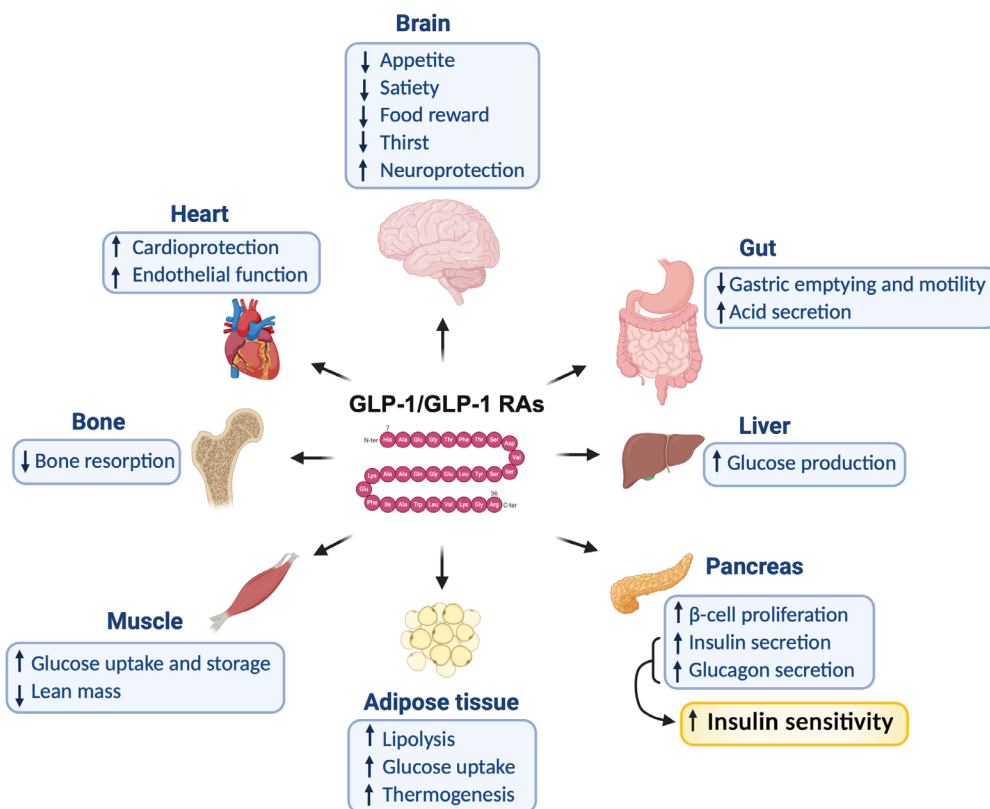 Brain
↓ Appetite
↓ Satiety
↓ Food reward
↓ Thirst
↑ Neuroprotection
Heart
↑ Cardioprotection
↑ Endothelial function
Gut
↓ Gastric emptying and motility
↑ Acid secretion
GLP-1/GLP-1 RAs
7
N-ter His Ala Glu Gly Thr Phe Thr Ser Asp
Val
Lys Ala Ala Gln Gly Glu Leu Tyr Ser Ser
Glu
36
Phe Ile Ala Trp Leu Val Lys Gly Arg C-ter
Bone
↓ Bone resorption
Liver
↑ Glucose production
Muscle
↑ Glucose uptake and storage
↓ Lean mass
Adipose tissue
↑ Lipolysis
↑ Glucose uptake
↑ Thermogenesis
Pancreas
↑ β-cell proliferation
↑ Insulin secretion
↑ Glucagon secretion
↑ Insulin sensitivity